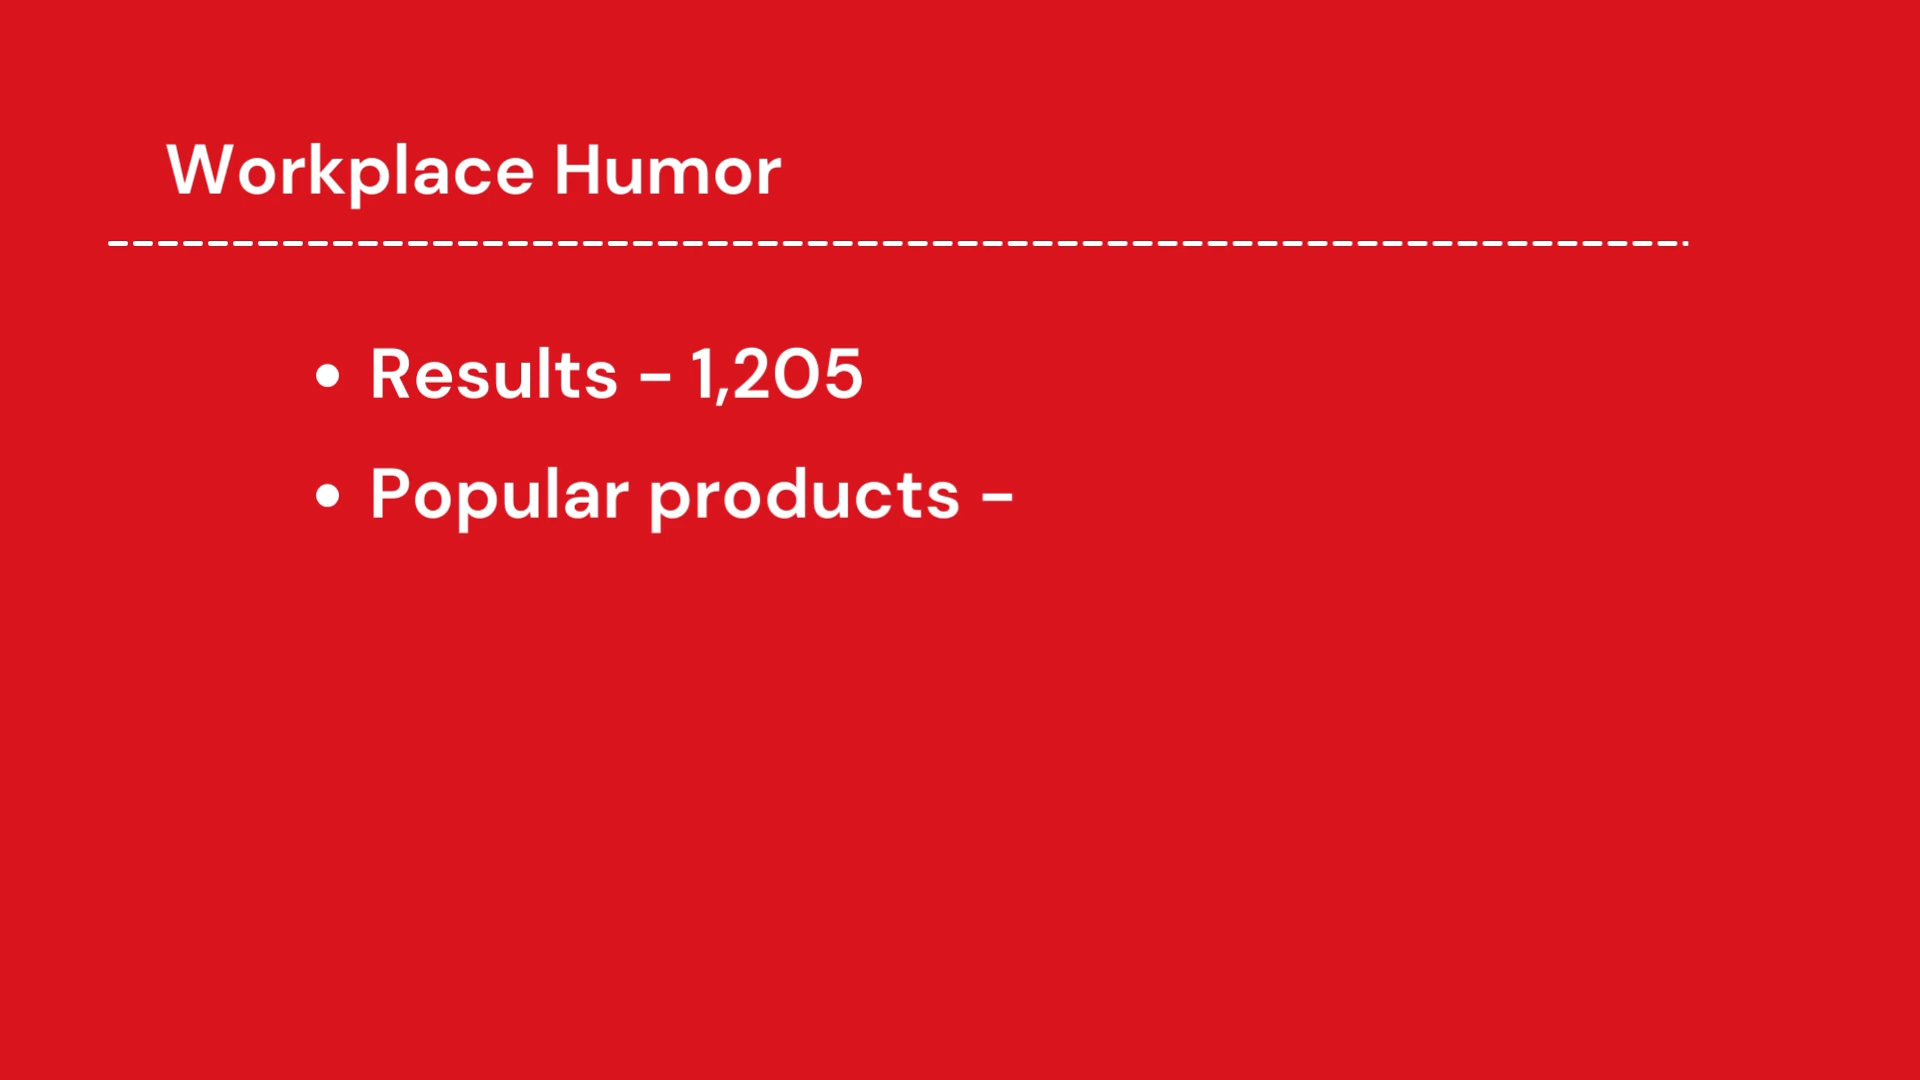 Workplace Humor
• Results – 1,205
• Popular products –